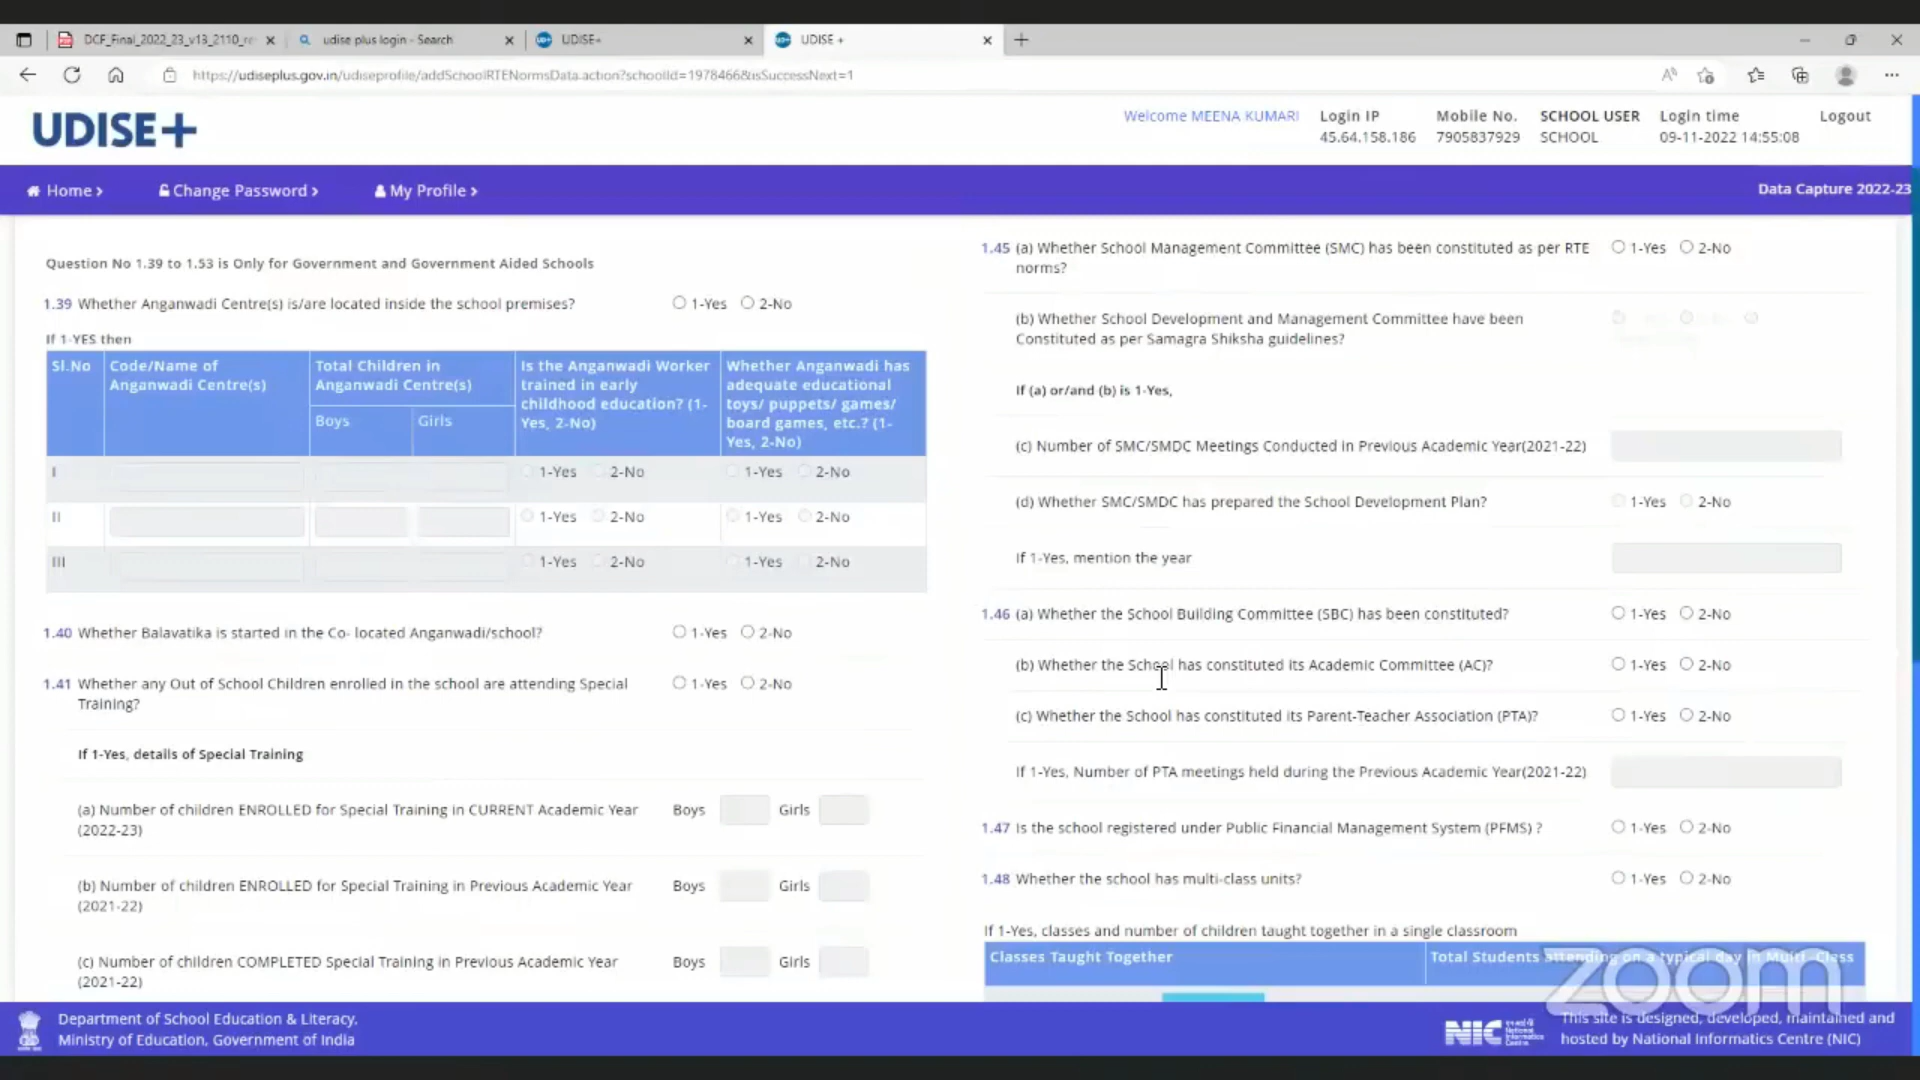 DCF_Final_2022_23_v13_2110_re
udise plus login - Search
UDISE+
UDISE +
https://udiseplus.gov.in/udiseprofile/addSchoolRTENormsData.action?schoolId=1978466&isSuccessNext=1
UDISE+
Welcome MEENA KUMARI
Login IP
45.64.158.186
Mobile No.
7905837929
SCHOOL USER
SCHOOL
Login time
09-11-2022 14:55:08
Logout
Home >
Change Password >
My Profile >
Data Capture 2022-23
Question No 1.39 to 1.53 is Only for Government and Government Aided Schools
1.39 Whether Anganwadi Centre(s) is/are located inside the school premises? 1-Yes 2-No
If 1-YES then
Sl.No
Code/Name of
Anganwadi Centre(s)
Total Children in
Anganwadi Centre(s)
Boys Girls
Is the Anganwadi Worker
trained in early
childhood education? (1-
Yes, 2-No)
Whether Anganwadi has
adequate educational
toys/ puppets/ games/
board games, etc.? (1-
Yes, 2-No)
I 1-Yes 2-No 1-Yes 2-No
II 1-Yes 2-No 1-Yes 2-No
III 1-Yes 2-No 1-Yes 2-No
1.40 Whether Balavatika is started in the Co- located Anganwadi/school? 1-Yes 2-No
1.41 Whether any Out of School Children enrolled in the school are attending Special 1-Yes 2-No
Training?
If 1-Yes, details of Special Training
(a) Number of children ENROLLED for Special Training in CURRENT Academic Year Boys Girls
(2022-23)
(b) Number of children ENROLLED for Special Training in Previous Academic Year Boys Girls
(2021-22)
(c) Number of children COMPLETED Special Training in Previous Academic Year Boys Girls
(2021-22)
1.45 (a) Whether School Management Committee (SMC) has been constituted as per RTE 1-Yes 2-No
norms?
(b) Whether School Development and Management Committee have been
Constituted as per Samagra Shiksha guidelines?
If (a) or/and (b) is 1-Yes,
(c) Number of SMC/SMDC Meetings Conducted in Previous Academic Year(2021-22)
(d) Whether SMC/SMDC has prepared the School Development Plan? 1-Yes 2-No
If 1-Yes, mention the year
1.46 (a) Whether the School Building Committee (SBC) has been constituted? 1-Yes 2-No
(b) Whether the School has constituted its Academic Committee (AC)? 1-Yes 2-No
(c) Whether the School has constituted its Parent-Teacher Association (PTA)? 1-Yes 2-No
If 1-Yes, Number of PTA meetings held during the Previous Academic Year(2021-22)
1.47 Is the school registered under Public Financial Management System (PFMS) ? 1-Yes 2-No
1.48 Whether the school has multi-class units? 1-Yes 2-No
If 1-Yes, classes and number of children taught together in a single classroom
Classes Taught Together
Total Students attending on a typical day in Multi -Class
zoom
Department of School Education & Literacy,
Ministry of Education, Government of India
NIC
National
Informatics
Centre
This site is designed, developed, maintained and
hosted by National Informatics Centre (NIC)